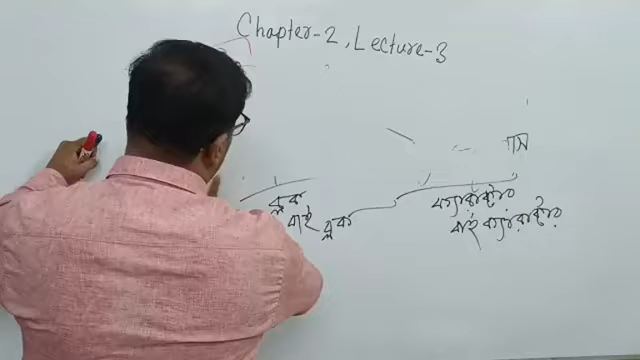 Chapter-2, Lecture-3
ব্লক
বাই ব্লক
ক্যারাক্টার
বাই ক্যারাক্টার